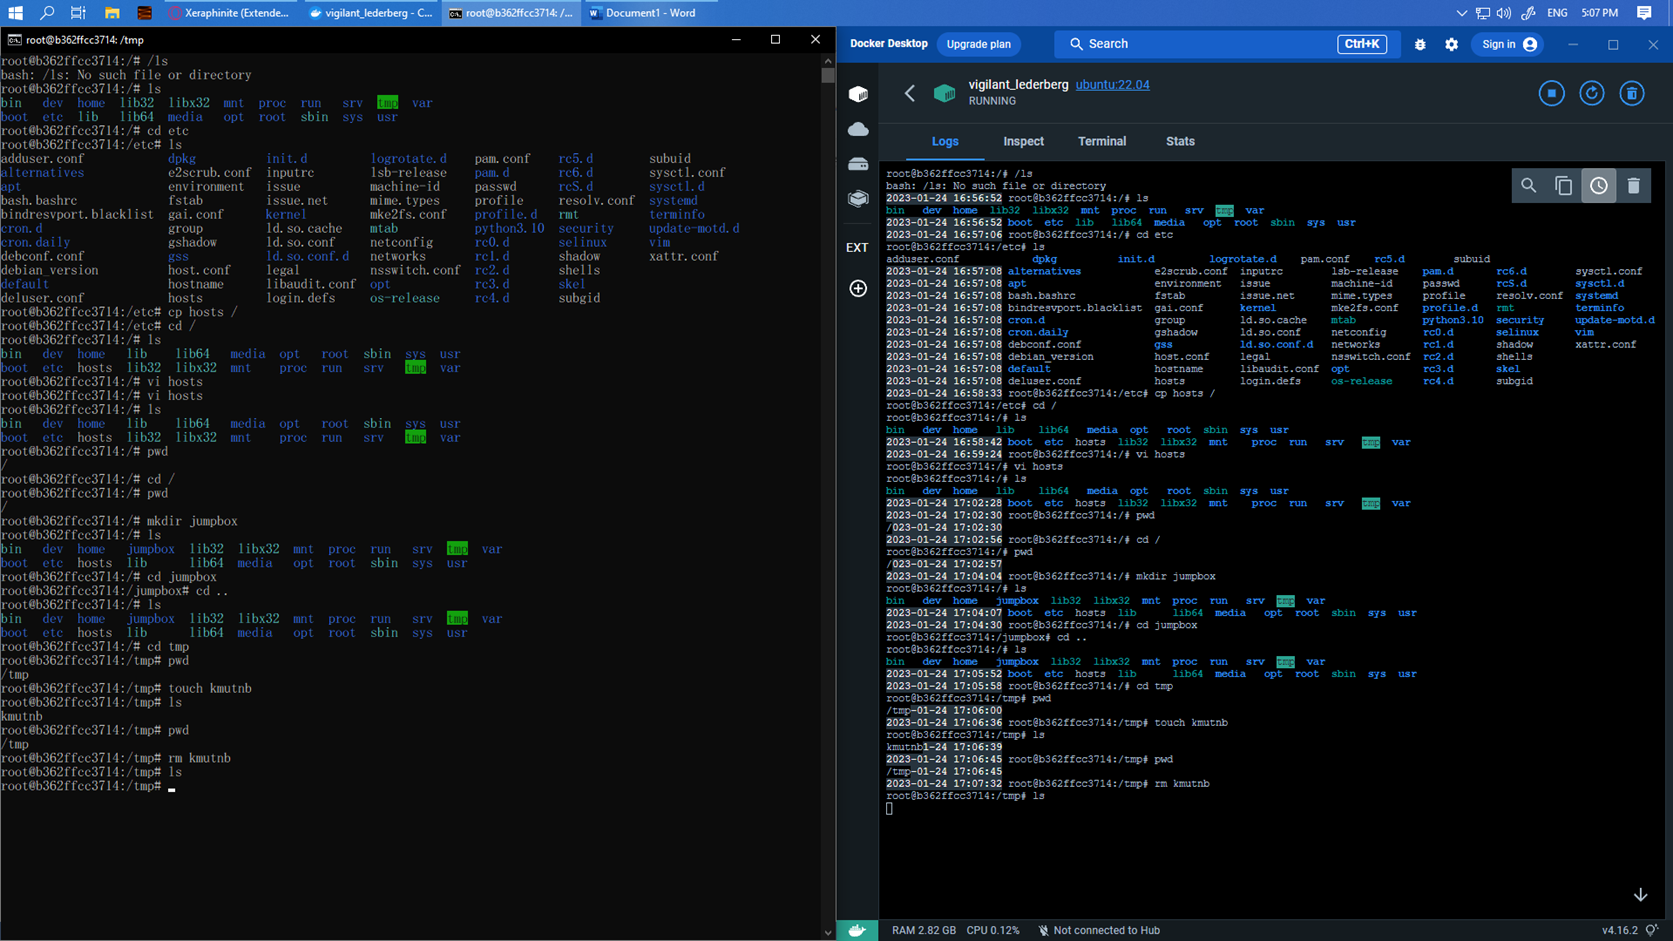 Xeraphinite (Extende...
vigilant_lederberg - C...
root@b362ffcc3714: /...
Document1 - Word
ENG
5:07 PM
root@b362ffcc3714: /tmp
root@b362ffcc3714:/# /ls
bash: /ls: No such file or directory
root@b362ffcc3714:/# ls
bin dev home lib32 libx32 mnt proc run srv tmp var
boot etc lib lib64 media opt root sbin sys usr
root@b362ffcc3714:/# cd etc
root@b362ffcc3714:/etc# ls
adduser.conf dpkg init.d logrotate.d pam.conf rc5.d subuid
alternatives e2scrub.conf inputrc lsb-release pam.d rc6.d sysctl.conf
apt environment issue machine-id passwd rcS.d sysctl.d
bash.bashrc fstab issue.net mime.types profile resolv.conf systemd
bindresvport.blacklist gai.conf kernel mke2fs.conf profile.d rmt terminfo
cron.d group ld.so.cache mtab python3.10 security update-motd.d
cron.daily gshadow ld.so.conf netconfig rc0.d selinux vim
debconf.conf gss ld.so.conf.d networks rc1.d shadow xattr.conf
debian_version host.conf legal nsswitch.conf rc2.d shells
default hostname libaudit.conf opt rc3.d skel
deluser.conf hosts login.defs os-release rc4.d subgid
root@b362ffcc3714:/etc# cp hosts /
root@b362ffcc3714:/etc# cd /
root@b362ffcc3714:/# ls
bin dev home lib lib64 media opt root sbin sys usr
boot etc hosts lib32 libx32 mnt proc run srv tmp var
root@b362ffcc3714:/# vi hosts
root@b362ffcc3714:/# vi hosts
root@b362ffcc3714:/# ls
bin dev home lib lib64 media opt root sbin sys usr
boot etc hosts lib32 libx32 mnt proc run srv tmp var
root@b362ffcc3714:/# pwd
/
root@b362ffcc3714:/# cd /
root@b362ffcc3714:/# pwd
/
root@b362ffcc3714:/# mkdir jumpbox
root@b362ffcc3714:/# ls
bin dev home jumpbox lib32 libx32 mnt proc run srv tmp var
boot etc hosts lib lib64 media opt root sbin sys usr
root@b362ffcc3714:/# cd jumpbox
root@b362ffcc3714:/jumpbox# cd ..
root@b362ffcc3714:/# ls
bin dev home jumpbox lib32 libx32 mnt proc run srv tmp var
boot etc hosts lib lib64 media opt root sbin sys usr
root@b362ffcc3714:/# cd tmp
root@b362ffcc3714:/tmp# pwd
/tmp
root@b362ffcc3714:/tmp# touch kmutnb
root@b362ffcc3714:/tmp# ls
kmutnb
root@b362ffcc3714:/tmp# pwd
/tmp
root@b362ffcc3714:/tmp# rm kmutnb
root@b362ffcc3714:/tmp# ls
root@b362ffcc3714:/tmp#
Docker Desktop
Upgrade plan
Search
Ctrl+K
Sign in
vigilant_lederberg ubuntu:22.04
RUNNING
EXT
Logs Inspect Terminal Stats
root@b362ffcc3714:/# /ls
bash: /ls: No such file or directory
2023-01-24 16:56:52 root@b362ffcc3714:/# ls
bin dev home lib32 libx32 mnt proc run srv tmp var
2023-01-24 16:56:52 boot etc lib lib64 media opt root sbin sys usr
2023-01-24 16:57:06 root@b362ffcc3714:/# cd etc
root@b362ffcc3714:/etc# ls
adduser.conf dpkg init.d logrotate.d pam.conf rc5.d subuid
2023-01-24 16:57:08 alternatives e2scrub.conf inputrc lsb-release pam.d rc6.d sysctl.conf
2023-01-24 16:57:08 apt environment issue machine-id passwd rcS.d sysctl.d
2023-01-24 16:57:08 bash.bashrc fstab issue.net mime.types profile resolv.conf systemd
2023-01-24 16:57:08 bindresvport.blacklist gai.conf kernel mke2fs.conf profile.d rmt terminfo
2023-01-24 16:57:08 cron.d group ld.so.cache mtab python3.10 security update-motd.d
2023-01-24 16:57:08 cron.daily gshadow ld.so.conf netconfig rc0.d selinux vim
2023-01-24 16:57:08 debconf.conf gss ld.so.conf.d networks rc1.d shadow xattr.conf
2023-01-24 16:57:08 debian_version host.conf legal nsswitch.conf rc2.d shells
2023-01-24 16:57:08 default hostname libaudit.conf opt rc3.d skel
2023-01-24 16:57:08 deluser.conf hosts login.defs os-release rc4.d subgid
2023-01-24 16:58:33 root@b362ffcc3714:/etc# cp hosts /
root@b362ffcc3714:/etc# cd /
root@b362ffcc3714:/# ls
bin dev home lib lib64 media opt root sbin sys usr
2023-01-24 16:58:42 boot etc hosts lib32 libx32 mnt proc run srv tmp var
2023-01-24 16:59:24 root@b362ffcc3714:/# vi hosts
root@b362ffcc3714:/# vi hosts
root@b362ffcc3714:/# ls
bin dev home lib lib64 media opt root sbin sys usr
2023-01-24 17:02:28 boot etc hosts lib32 libx32 mnt proc run srv tmp var
2023-01-24 17:02:30 root@b362ffcc3714:/# pwd
/023-01-24 17:02:30
2023-01-24 17:02:56 root@b362ffcc3714:/# cd /
root@b362ffcc3714:/# pwd
/023-01-24 17:02:57
2023-01-24 17:04:04 root@b362ffcc3714:/# mkdir jumpbox
root@b362ffcc3714:/# ls
bin dev home jumpbox lib32 libx32 mnt proc run srv tmp var
2023-01-24 17:04:07 boot etc hosts lib lib64 media opt root sbin sys usr
2023-01-24 17:04:30 root@b362ffcc3714:/# cd jumpbox
root@b362ffcc3714:/jumpbox# cd ..
root@b362ffcc3714:/# ls
bin dev home jumpbox lib32 libx32 mnt proc run srv tmp var
2023-01-24 17:05:52 boot etc hosts lib lib64 media opt root sbin sys usr
2023-01-24 17:05:58 root@b362ffcc3714:/# cd tmp
root@b362ffcc3714:/tmp# pwd
/tmp-01-24 17:06:00
2023-01-24 17:06:36 root@b362ffcc3714:/tmp# touch kmutnb
root@b362ffcc3714:/tmp# ls
kmutnb1-24 17:06:39
2023-01-24 17:06:45 root@b362ffcc3714:/tmp# pwd
/tmp-01-24 17:06:45
2023-01-24 17:07:32 root@b362ffcc3714:/tmp# rm kmutnb
root@b362ffcc3714:/tmp# ls
RAM 2.82 GB CPU 0.12% Not connected to Hub
v4.16.2